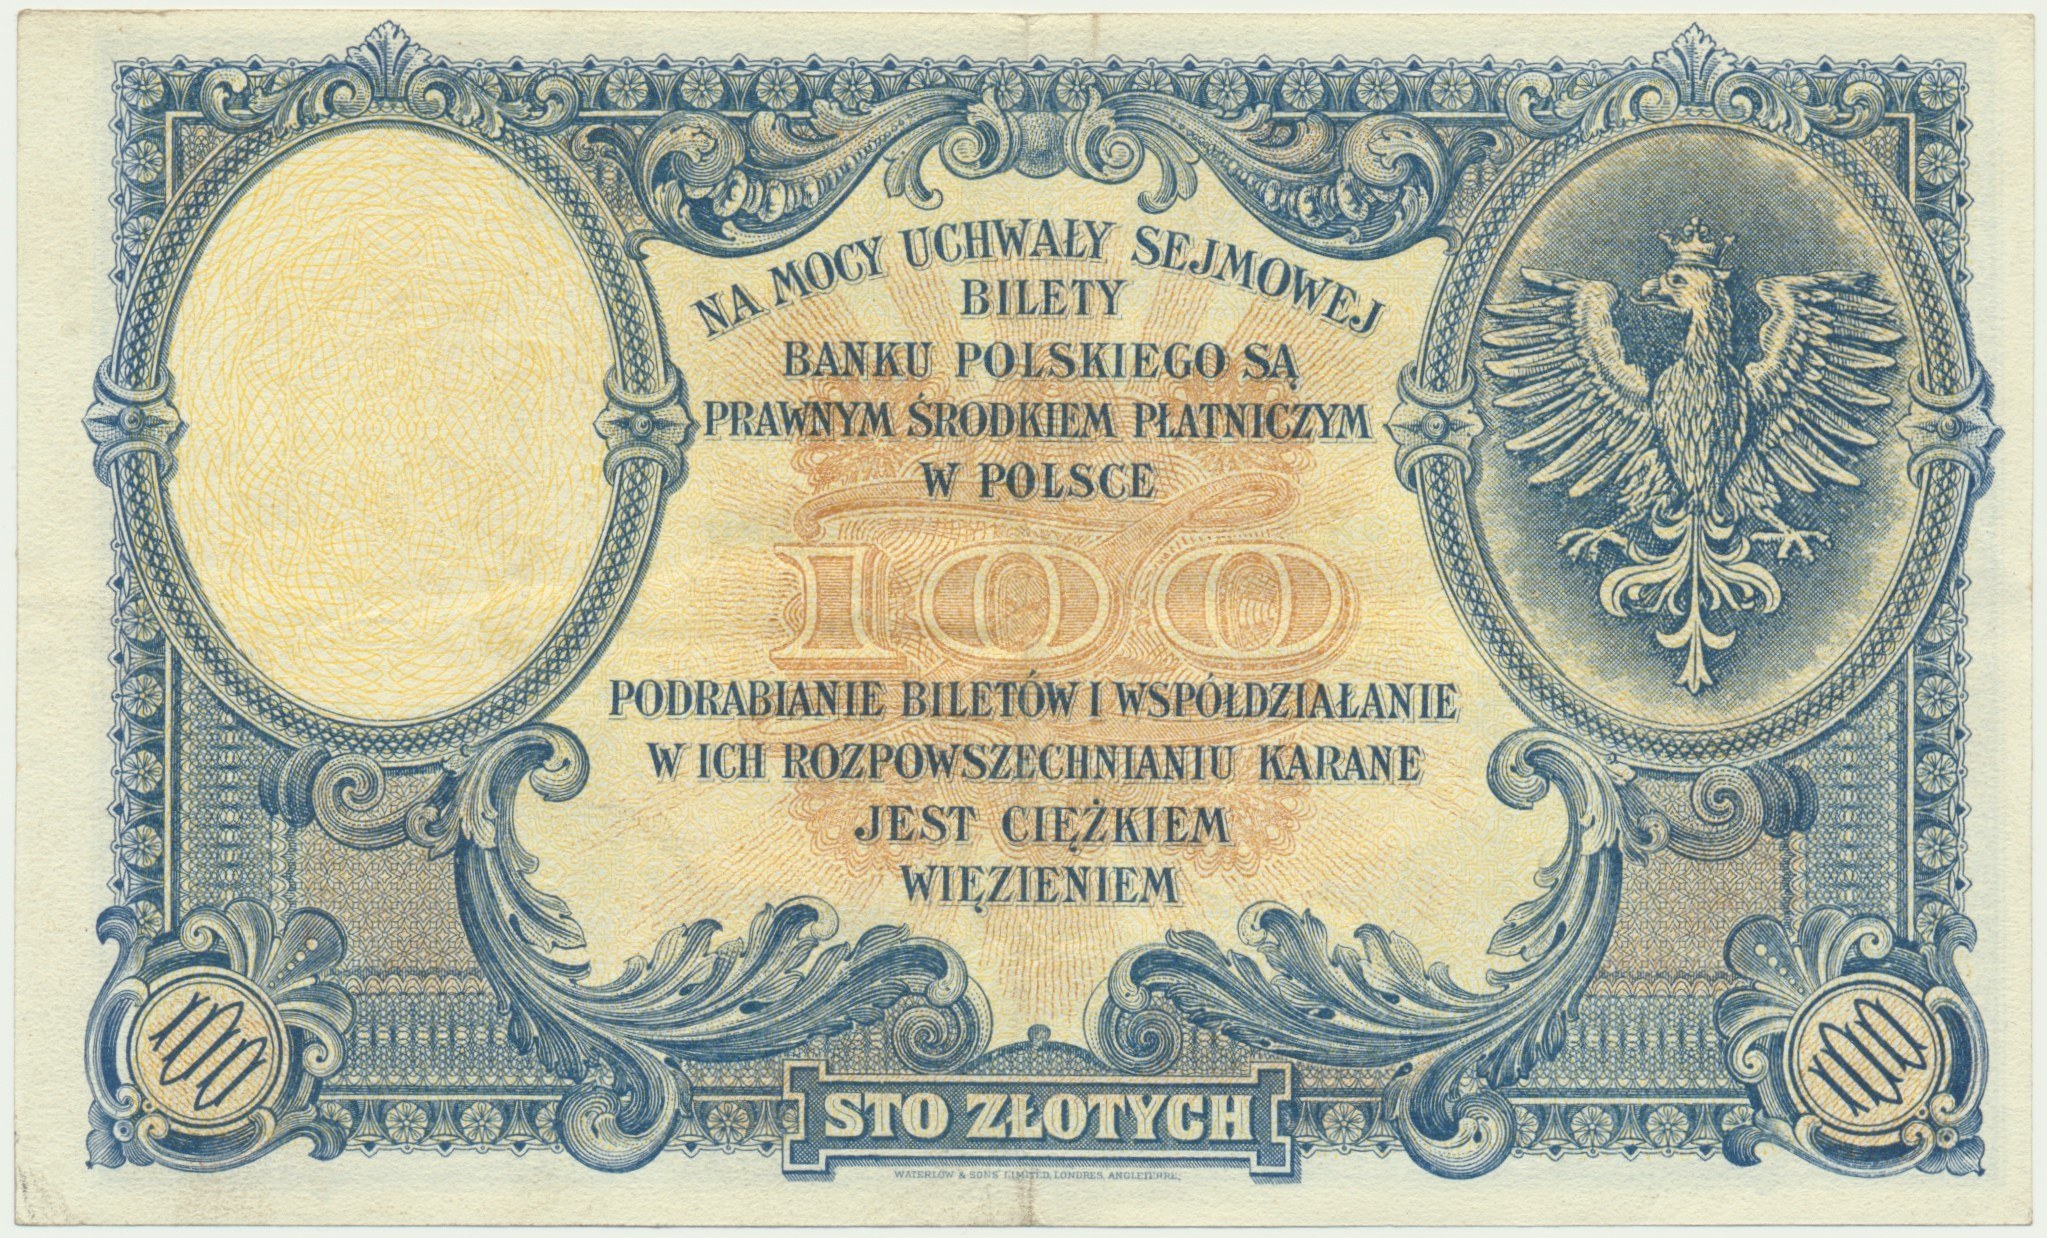 NA MOCY UCHWAŁY SEJMOWEJ
BILETY
BANKU POLSKIEGO SĄ
PRAWNYM ŚRODKIEM PŁATNICZYM
W POLSCE
100
PODRABIANIE BILETÓW I WSPÓŁDZIAŁANIE
W ICH ROZPOWSZECHNIANIU KARANE
JEST CIĘŻKIEM
WIĘZIENIEM
100
100
STO ZŁOTYCH
WATERLOW & SONS LIMITED, LONDRES, ANGLETERRE.